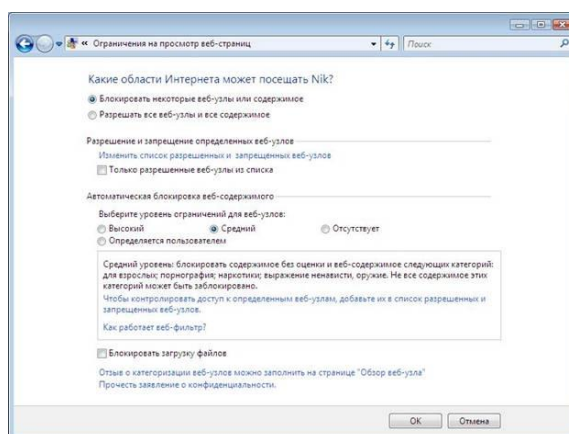 « Ограничения на просмотр веб-страниц
Поиск
Какие области Интернета может посещать Nik?
Блокировать некоторые веб-узлы или содержимое
Разрешать все веб-узлы и все содержимое
Разрешение и запрещение определенных веб-узлов
Изменить список разрешенных и запрещенных веб-узлов
Только разрешенные веб-узлы из списка
Автоматическая блокировка веб-содержимого
Выберите уровень ограничений для веб-узлов:
Высокий Средний Отсутствует
Определяется пользователем
Средний уровень: блокировать содержимое без оценки и веб-содержимое следующих категорий:
для взрослых; порнография; наркотики; выражение ненависти, оружие. Не все содержимое этих
категорий может быть заблокировано.
Чтобы контролировать доступ к определенным веб-узлам, добавьте их в список разрешенных и
запрещенных веб-узлов.
Как работает веб-фильтр?
Блокировать загрузку файлов
Отзыв о категоризации веб-узлов можно заполнить на странице "Обзор веб-узла"
Прочесть заявление о конфиденциальности.
ОК Отмена